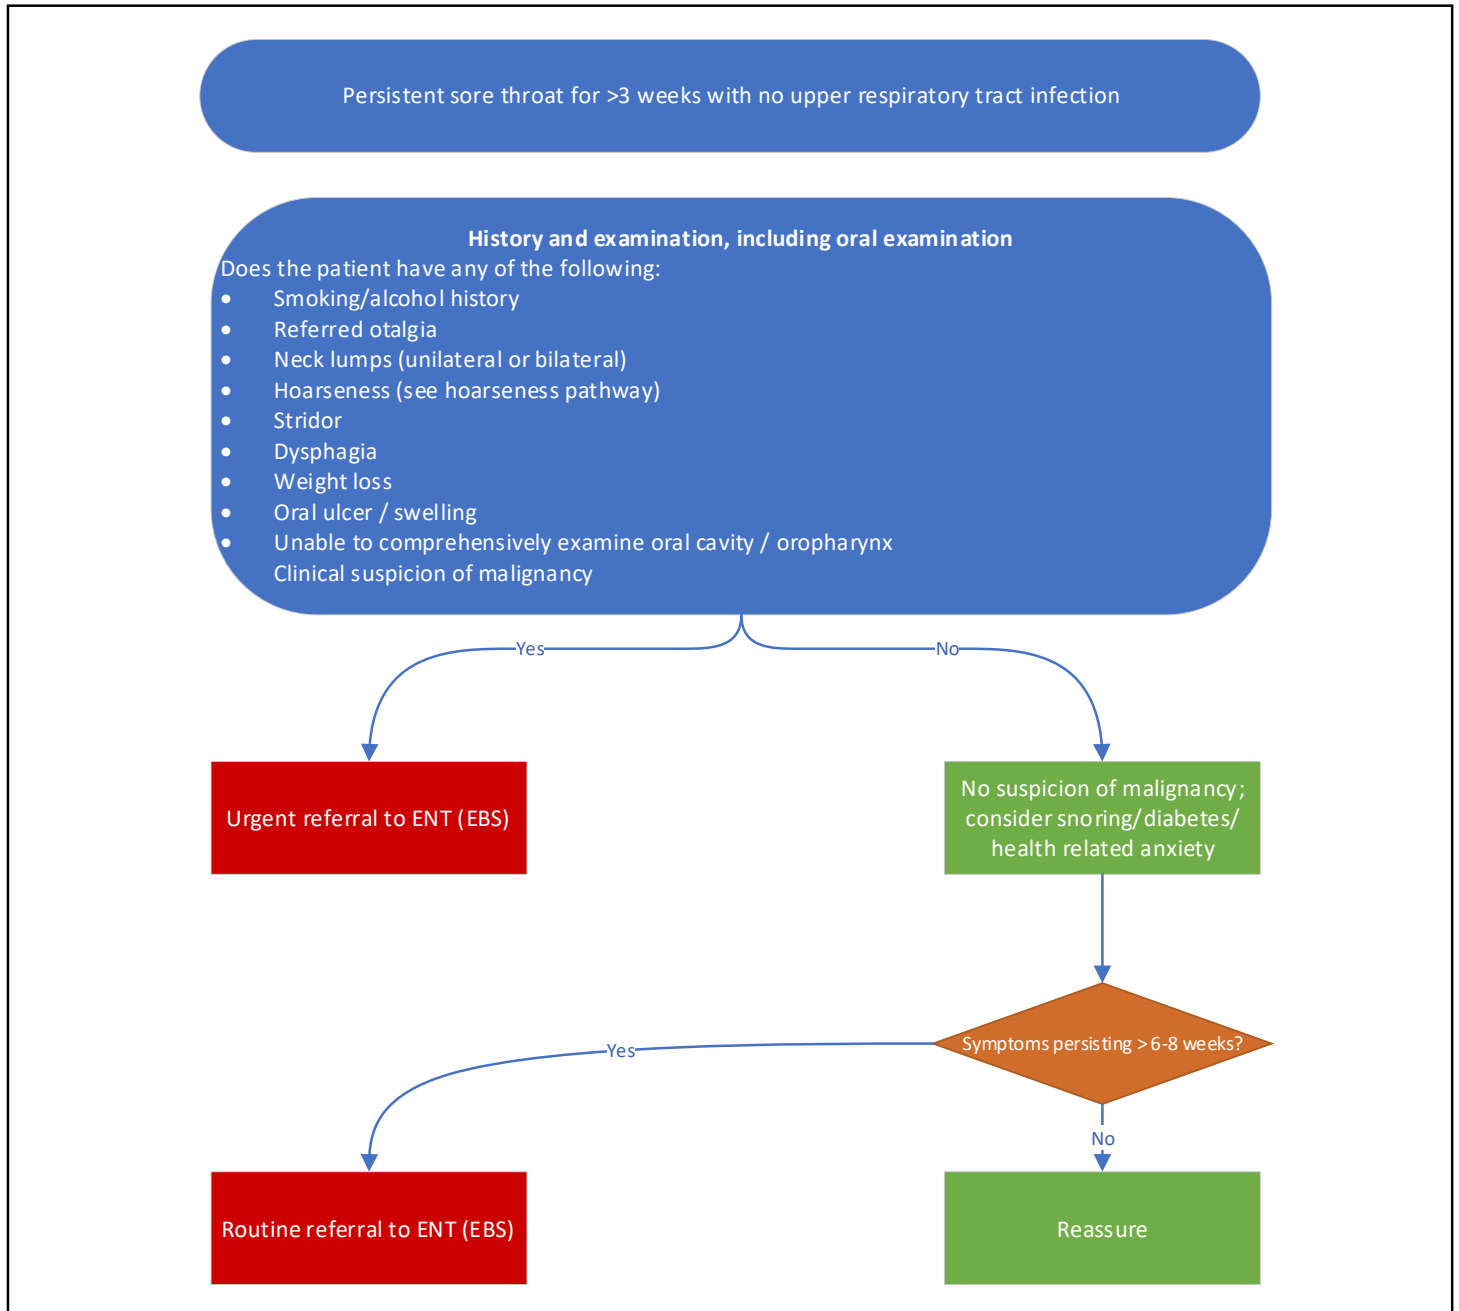 Persistent sore throat for >3 weeks with no upper respiratory tract infection
History and examination, including oral examination
Does the patient have any of the following:
• Smoking/alcohol history
• Referred otalgia
• Neck lumps (unilateral or bilateral)
• Hoarseness (see hoarseness pathway)
• Stridor
• Dysphagia
• Weight loss
• Oral ulcer / swelling
• Unable to comprehensively examine oral cavity / oropharynx
Clinical suspicion of malignancy
Yes
No
Urgent referral to ENT (EBS)
No suspicion of malignancy;
consider snoring/diabetes/
health related anxiety
Symptoms persisting > 6-8 weeks?
Yes
No
Routine referral to ENT (EBS)
Reassure